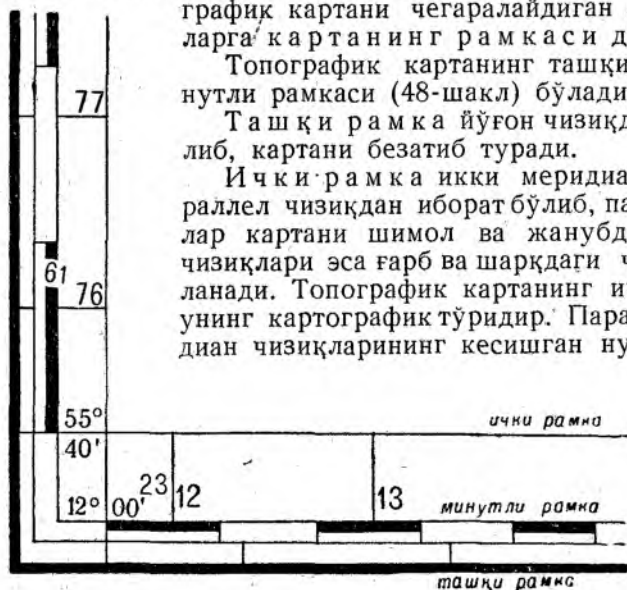 график картани чегаралайдиган
ларга картанинг рамкаси д
Топографик картанинг ташқи
нутли рамкаси (48-шакл) бўлади
Ташқи рамка йўғон чизиқд
либ, картани безатиб туради.
Ички рамка икки меридиа
раллел чизиқдан иборат бўлиб, па
лар картани шимол ва жанубд
чизиқлари эса ғарб ва шарқдаги ч
ланади. Топографик картанинг и
унинг картографик тўридир. Пара
диан чизиқларининг кесишган ну
77
61
76
55°
40'
12° 00'
23 12
13
ички рамка
минутли рамка
ташқи рамка